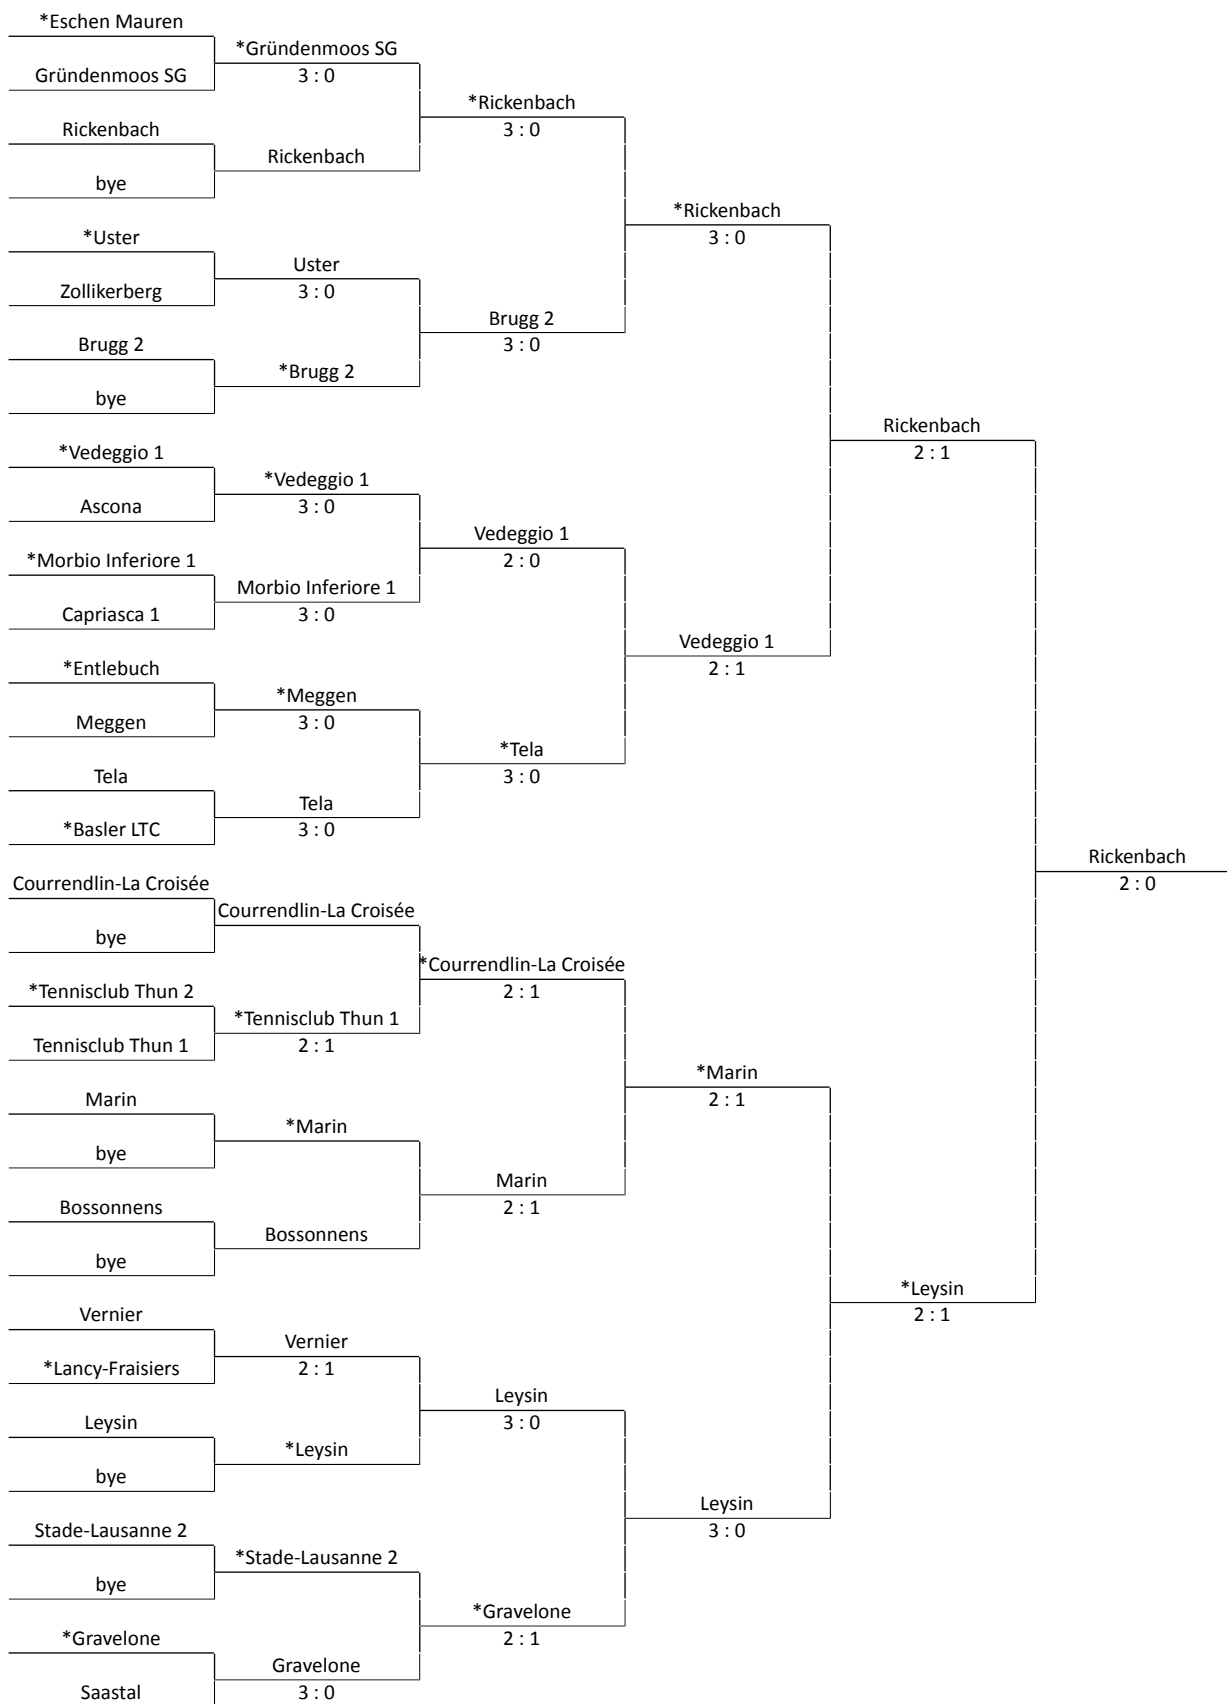 *Eschen Mauren
*Gründenmoos SG
Gründenmoos SG
3 : 0
*Rickenbach
Rickenbach
3 : 0
Rickenbach
bye
*Rickenbach
*Uster
3 : 0
Uster
Zollikerberg
3 : 0
Brugg 2
Brugg 2
3 : 0
*Brugg 2
bye
Rickenbach
*Vedeggio 1
2 : 1
*Vedeggio 1
Ascona
3 : 0
Vedeggio 1
*Morbio Inferiore 1
2 : 0
Morbio Inferiore 1
Capriasca 1
3 : 0
Vedeggio 1
*Entlebuch
2 : 1
*Meggen
Meggen
3 : 0
*Tela
Tela
3 : 0
Tela
*Basler LTC
3 : 0
Rickenbach
Courrendlin-La Croisée
2 : 0
Courrendlin-La Croisée
bye
*Courrendlin-La Croisée
*Tennisclub Thun 2
2 : 1
*Tennisclub Thun 1
Tennisclub Thun 1
2 : 1
*Marin
Marin
2 : 1
*Marin
bye
Marin
Bossonnens
2 : 1
Bossonnens
bye
*Leysin
Vernier
2 : 1
Vernier
*Lancy-Fraisiers
2 : 1
Leysin
Leysin
3 : 0
*Leysin
bye
Leysin
Stade-Lausanne 2
3 : 0
*Stade-Lausanne 2
bye
*Gravelone
*Gravelone
2 : 1
Gravelone
Saastal
3 : 0